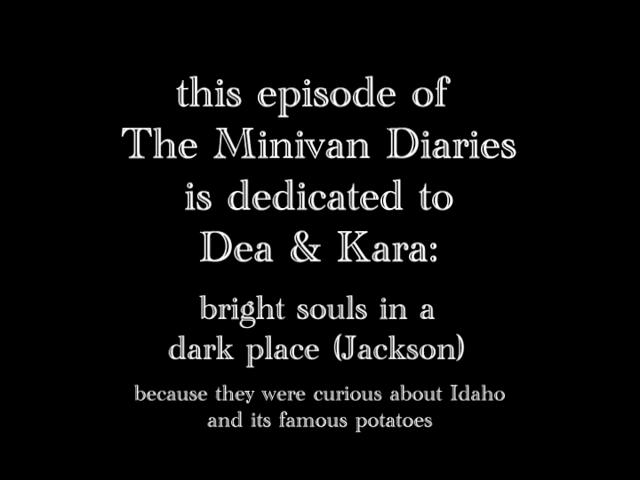 this episode of
The Minivan Diaries
is dedicated to
Dea & Kara:
bright souls in a
dark place (Jackson)
because they were curious about Idaho
and its famous potatoes